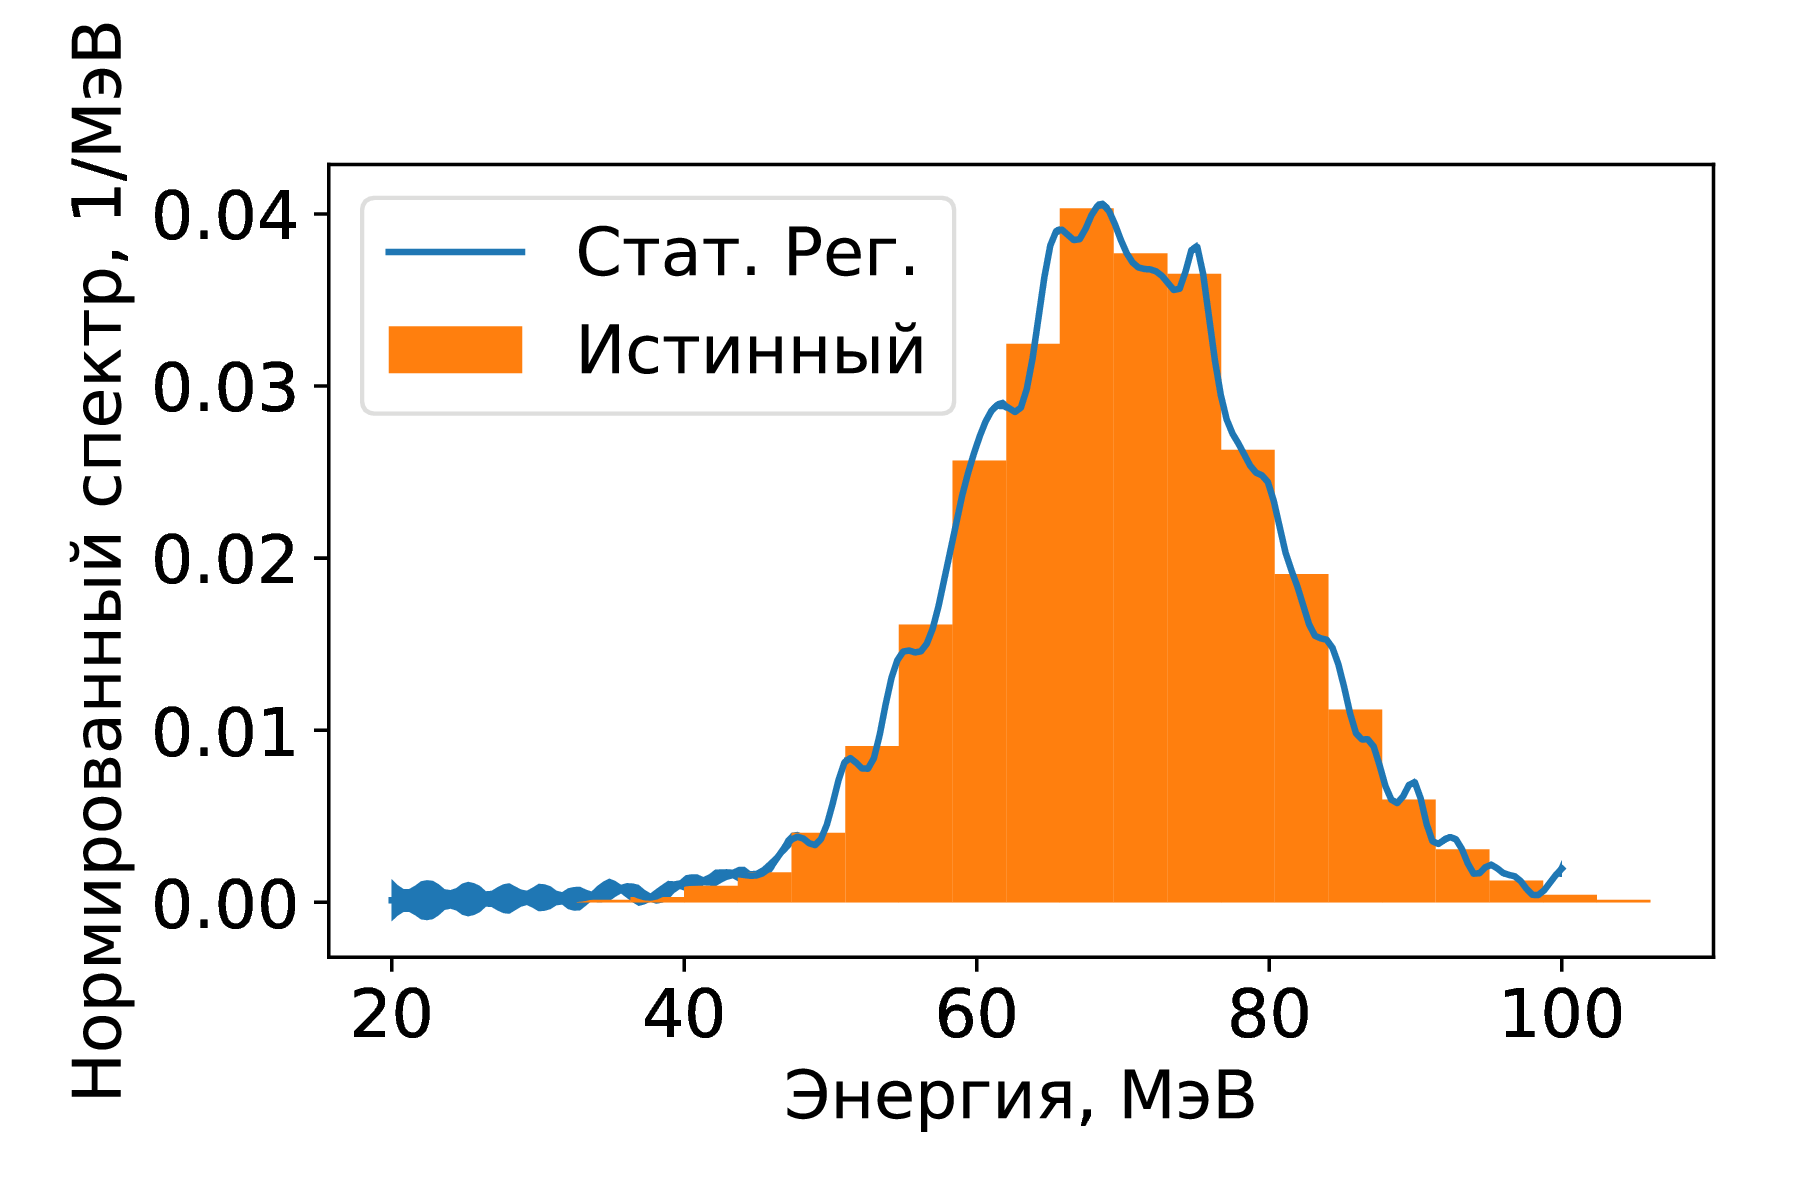 Нормированный спектр, 1/МэВ
0.04
0.03
0.02
0.01
0.00
Стат. Рег.
Истинный
20 40 60 80 100
Энергия, МэВ